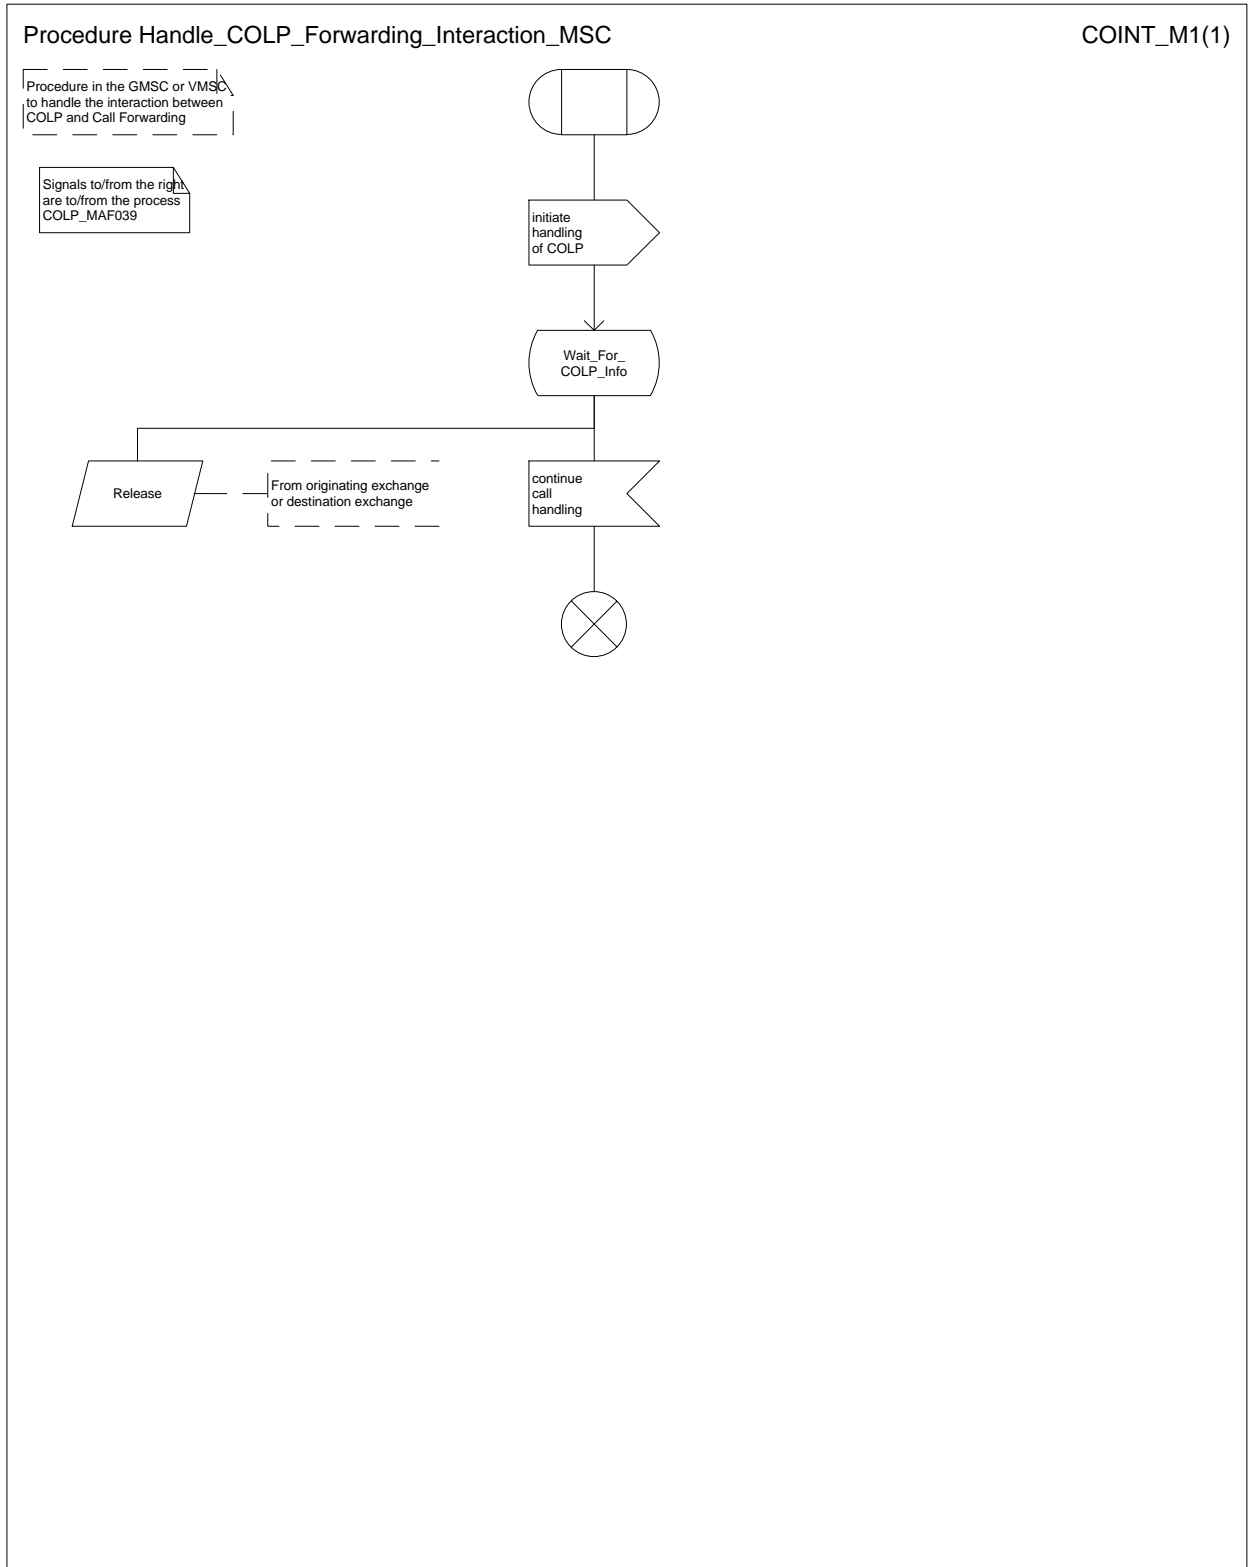 Procedure Handle_COLP_Forwarding_Interaction_MSC
COINT_M1(1)
Procedure in the GMSC or VMSC
to handle the interaction between
COLP and Call Forwarding
Signals to/from the right
are to/from the process
COLP_MAF039
initiate
handling
of COLP
Wait_For_
COLP_Info
Release
From originating exchange
or destination exchange
continue
call
handling